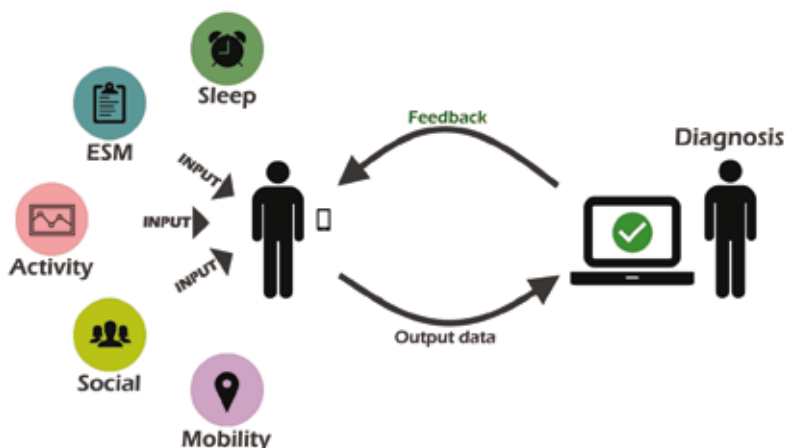 Sleep
ESM
Activity
Social
Mobility
INPUT
INPUT
INPUT
Feedback
Output data
Diagnosis